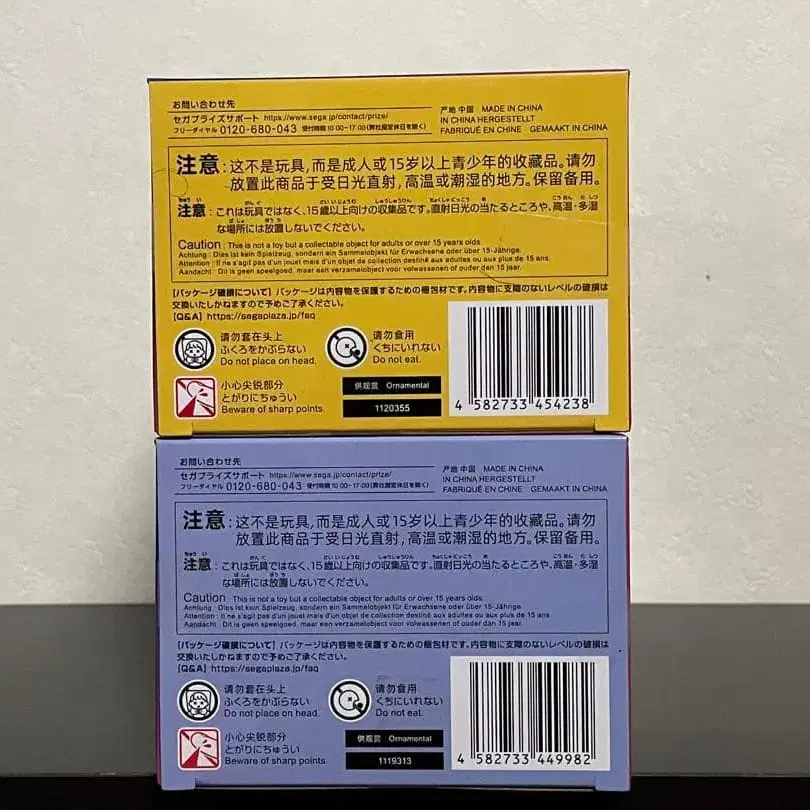 お問い合わせ先
セガプライズサポート https://www.sega.jp/contact/prize/
フリーダイヤル 0120-680-043 受付時間 10:00~17:00(弊社指定休日を除く)
产地 中国 MADE IN CHINA
IN CHINA HERGESTELLT
FABRIQUÉ EN CHINE GEMAAKT IN CHINA
注意:这不是玩具,而是成人或15岁以上青少年的收藏品。请勿
放置此商品于受日光直射,高温或潮湿的地方。保留备用。
注意:これは玩具ではなく、15歳以上向けの収集品です。直射日光の当たるところや、高温・多湿
な場所には放置しないでください。
Caution : This is not a toy but a collectable object for adults or over 15 years olds.
Achtung : Dies ist kein Spielzeug, sondern ein Sammelobjekt für Erwachsene oder über 15-Jährige.
Attention : Il ne s'agit pas d'un jouet mais d'un objet de collection destiné aux adultes ou aux plus de 15 ans.
Aandacht : Dit is geen speelgoed, maar een verzamelobject voor volwassenen of ouder dan 15 jaar.
【パッケージ破損について】パッケージは内容物を保護するための梱包材です。内容物に支障のないレベルの破損は
交換いたしかねますので予めご了承ください。
【Q&A】https://segaplaza.jp/faq
请勿套在头上
ふくろをかぶらない
Do not place on head.
请勿食用
くちにいれない
Do not eat.
小心尖锐部分
とがりにちゅうい
Beware of sharp points.
供观赏 Ornamental
1120355
4 582733 454238
お問い合わせ先
セガプライズサポート https://www.sega.jp/contact/prize/
フリーダイヤル 0120-680-043 受付時間 10:00~17:00(弊社指定休日を除く)
产地 中国 MADE IN CHINA
IN CHINA HERGESTELLT
FABRIQUÉ EN CHINE GEMAAKT IN CHINA
注意:这不是玩具,而是成人或15岁以上青少年的收藏品。请勿
放置此商品于受日光直射,高温或潮湿的地方。保留备用。
注意:これは玩具ではなく、15歳以上向けの収集品です。直射日光の当たるところや、高温・多湿
な場所には放置しないでください。
Caution : This is not a toy but a collectable object for adults or over 15 years olds.
Achtung : Dies ist kein Spielzeug, sondern ein Sammelobjekt für Erwachsene oder über 15-Jährige.
Attention : Il ne s'agit pas d'un jouet mais d'un objet de collection destiné aux adultes ou aux plus de 15 ans.
Aandacht : Dit is geen speelgoed, maar een verzamelobject voor volwassenen of ouder dan 15 jaar.
【パッケージ破損について】パッケージは内容物を保護するための梱包材です。内容物に支障のないレベルの破損は
交換いたしかねますので予めご了承ください。
【Q&A】https://segaplaza.jp/faq
请勿套在头上
ふくろをかぶらない
Do not place on head.
请勿食用
くちにいれない
Do not eat.
小心尖锐部分
とがりにちゅうい
Beware of sharp points.
供观赏 Ornamental
1119313
4 582733 449982